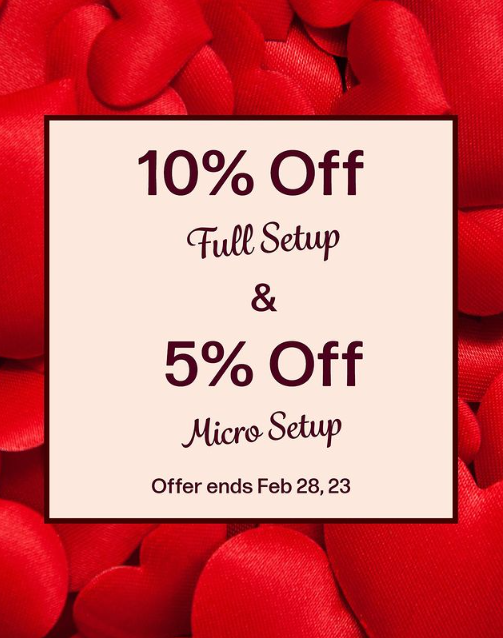 10% Off
Full Setup
&
5% Off
Micro Setup
Offer ends Feb 28, 23